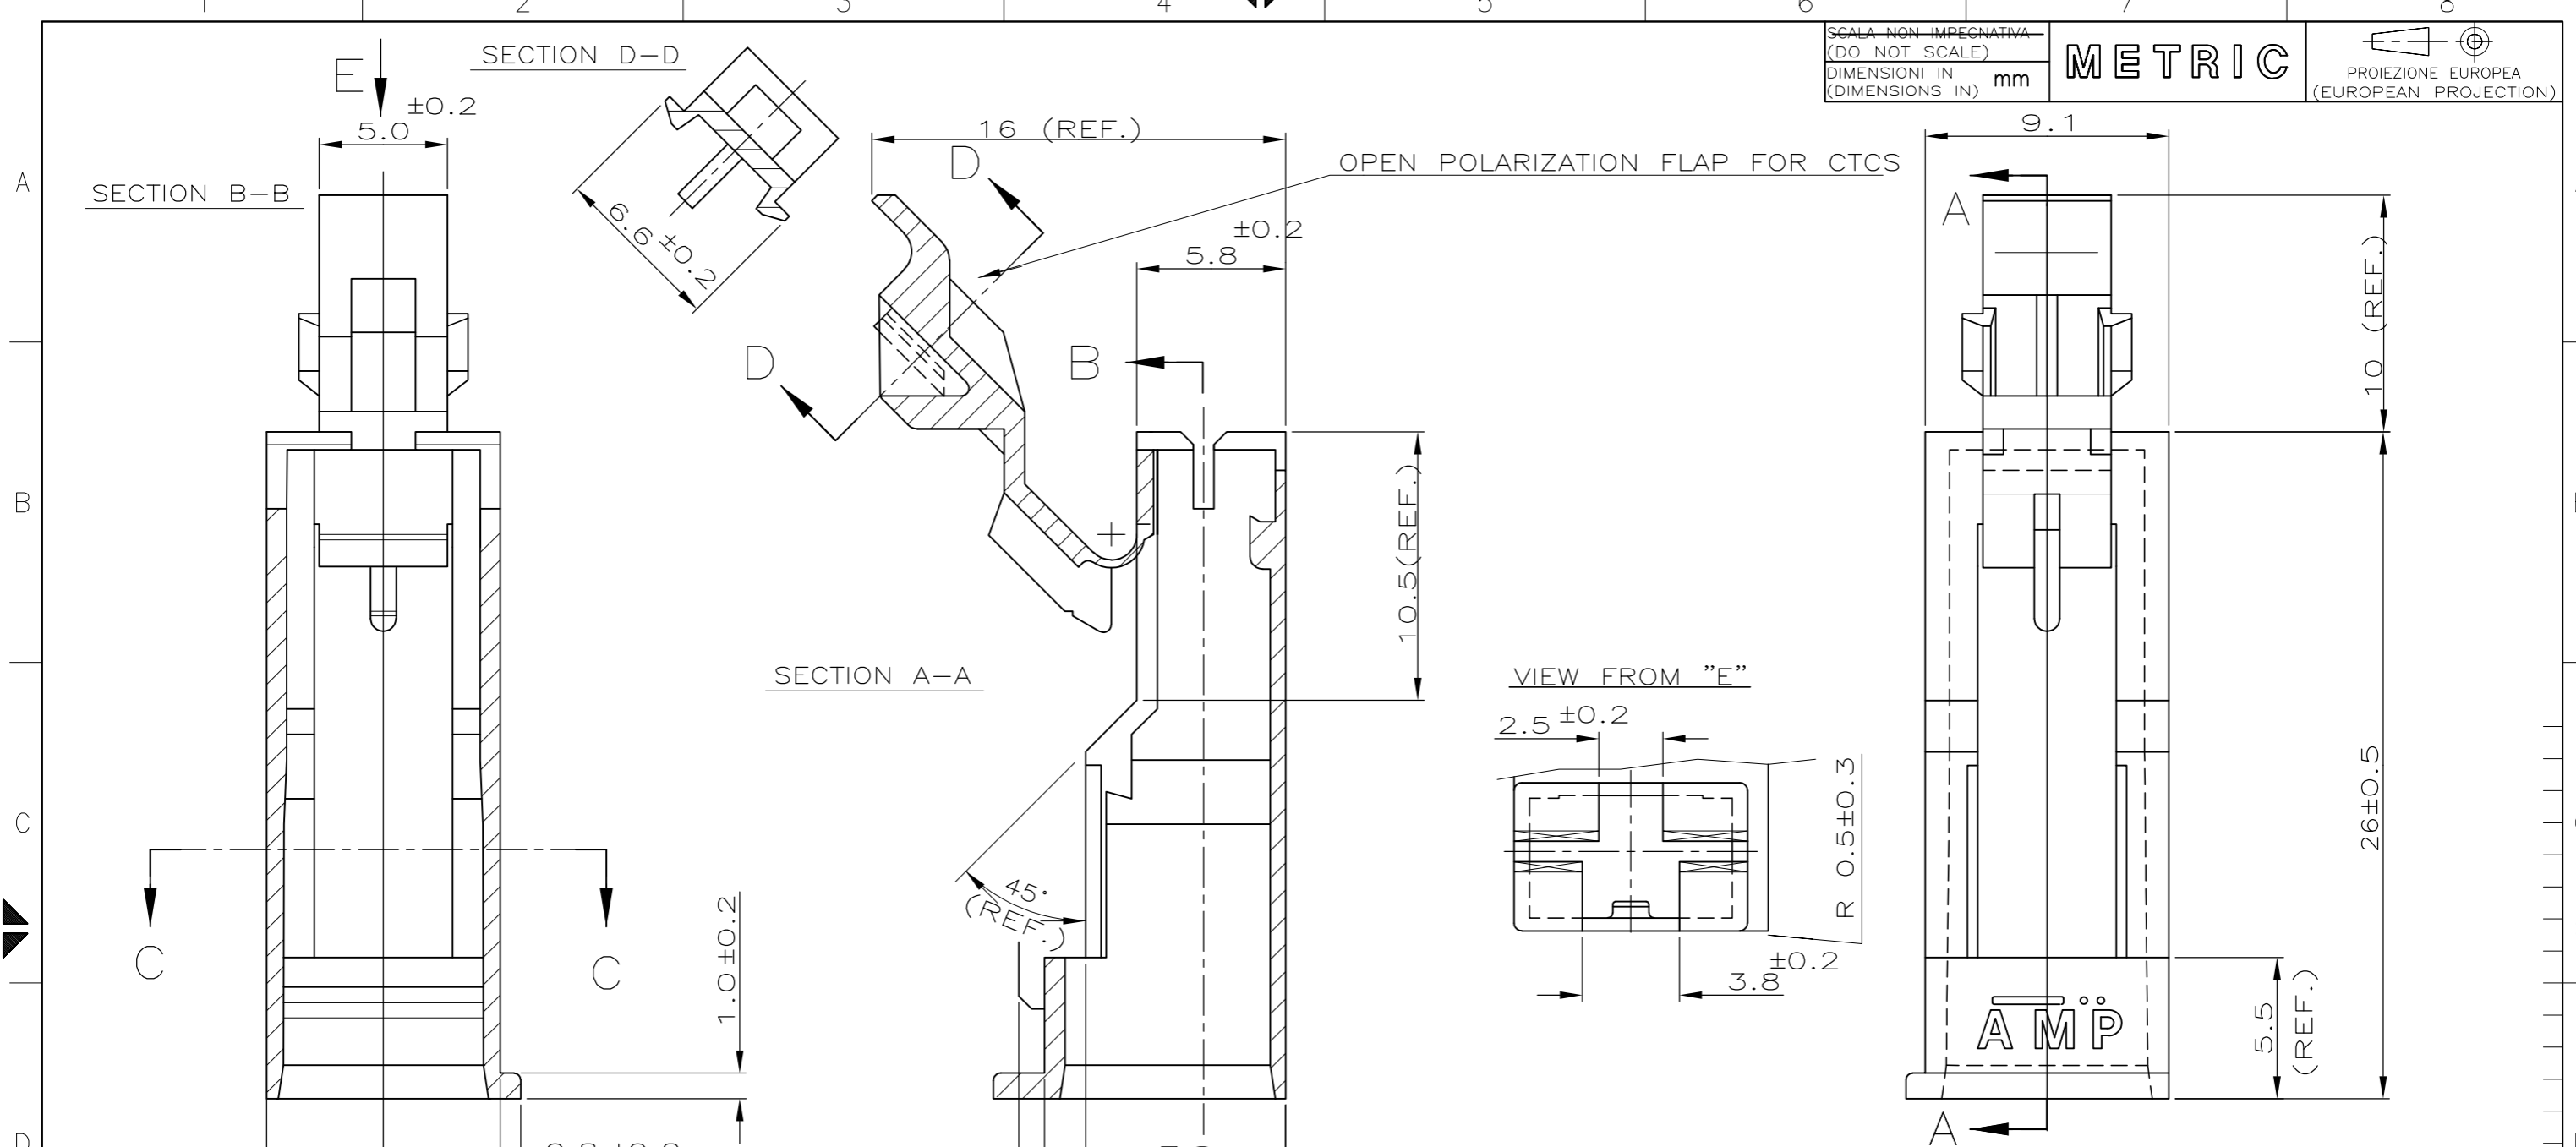 1 2 3 4 5 6 7 8
SCALA NON IMPEGNATIVA
(DO NOT SCALE)
DIMENSIONI IN
(DIMENSIONS IN) mm
METRIC
PROIEZIONE EUROPEA
(EUROPEAN PROJECTION)
A
B
C
D
SECTION B-B
E
±0.2
5.0
SECTION D-D
6.6 ±0.2
16 (REF.)
D
OPEN POLARIZATION FLAP FOR CTCS
±0.2
5.8
D
B
10.5(REF.)
SECTION A-A
45°
(REF.)
C
C
1.0±0.2
VIEW FROM "E"
2.5 ±0.2
R 0.5±0.3
±0.2
3.8
9.1
A
10 (REF.)
26±0.5
5.5
(REF.)
AMP
A